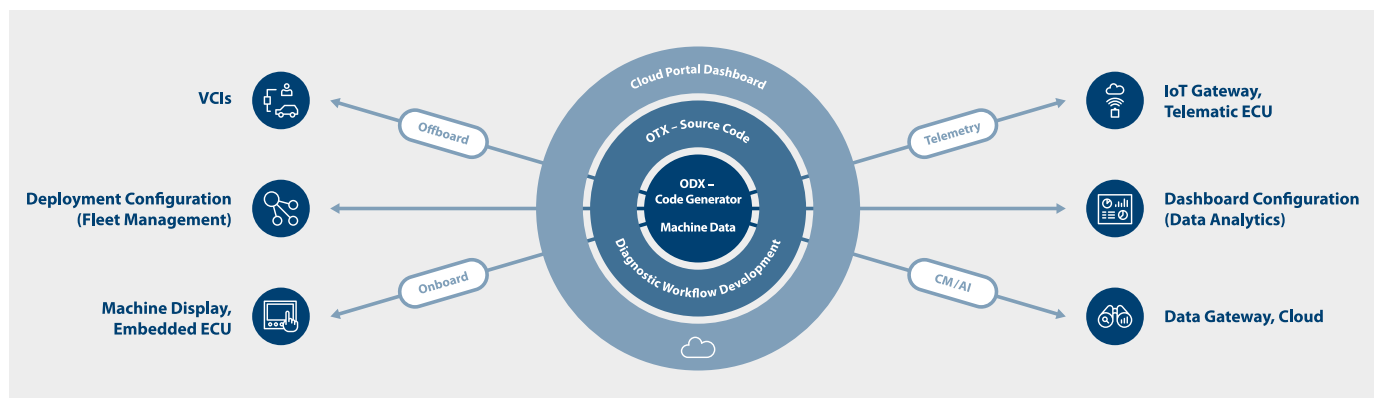 Cloud Portal Dashboard
OTX – Source Code
ODX –
Code Generator
Machine Data
Diagnostic Workflow Development
VCIs
Offboard
Deployment Configuration
(Fleet Management)
Machine Display,
Embedded ECU
Onboard
Telemetry
IoT Gateway,
Telematic ECU
Dashboard Configuration
(Data Analytics)
CM/AI
Data Gateway, Cloud